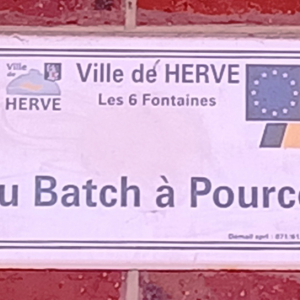 Ville
de
HERVE
Ville de HERVE
Les 6 Fontaines
u Batch à Pource